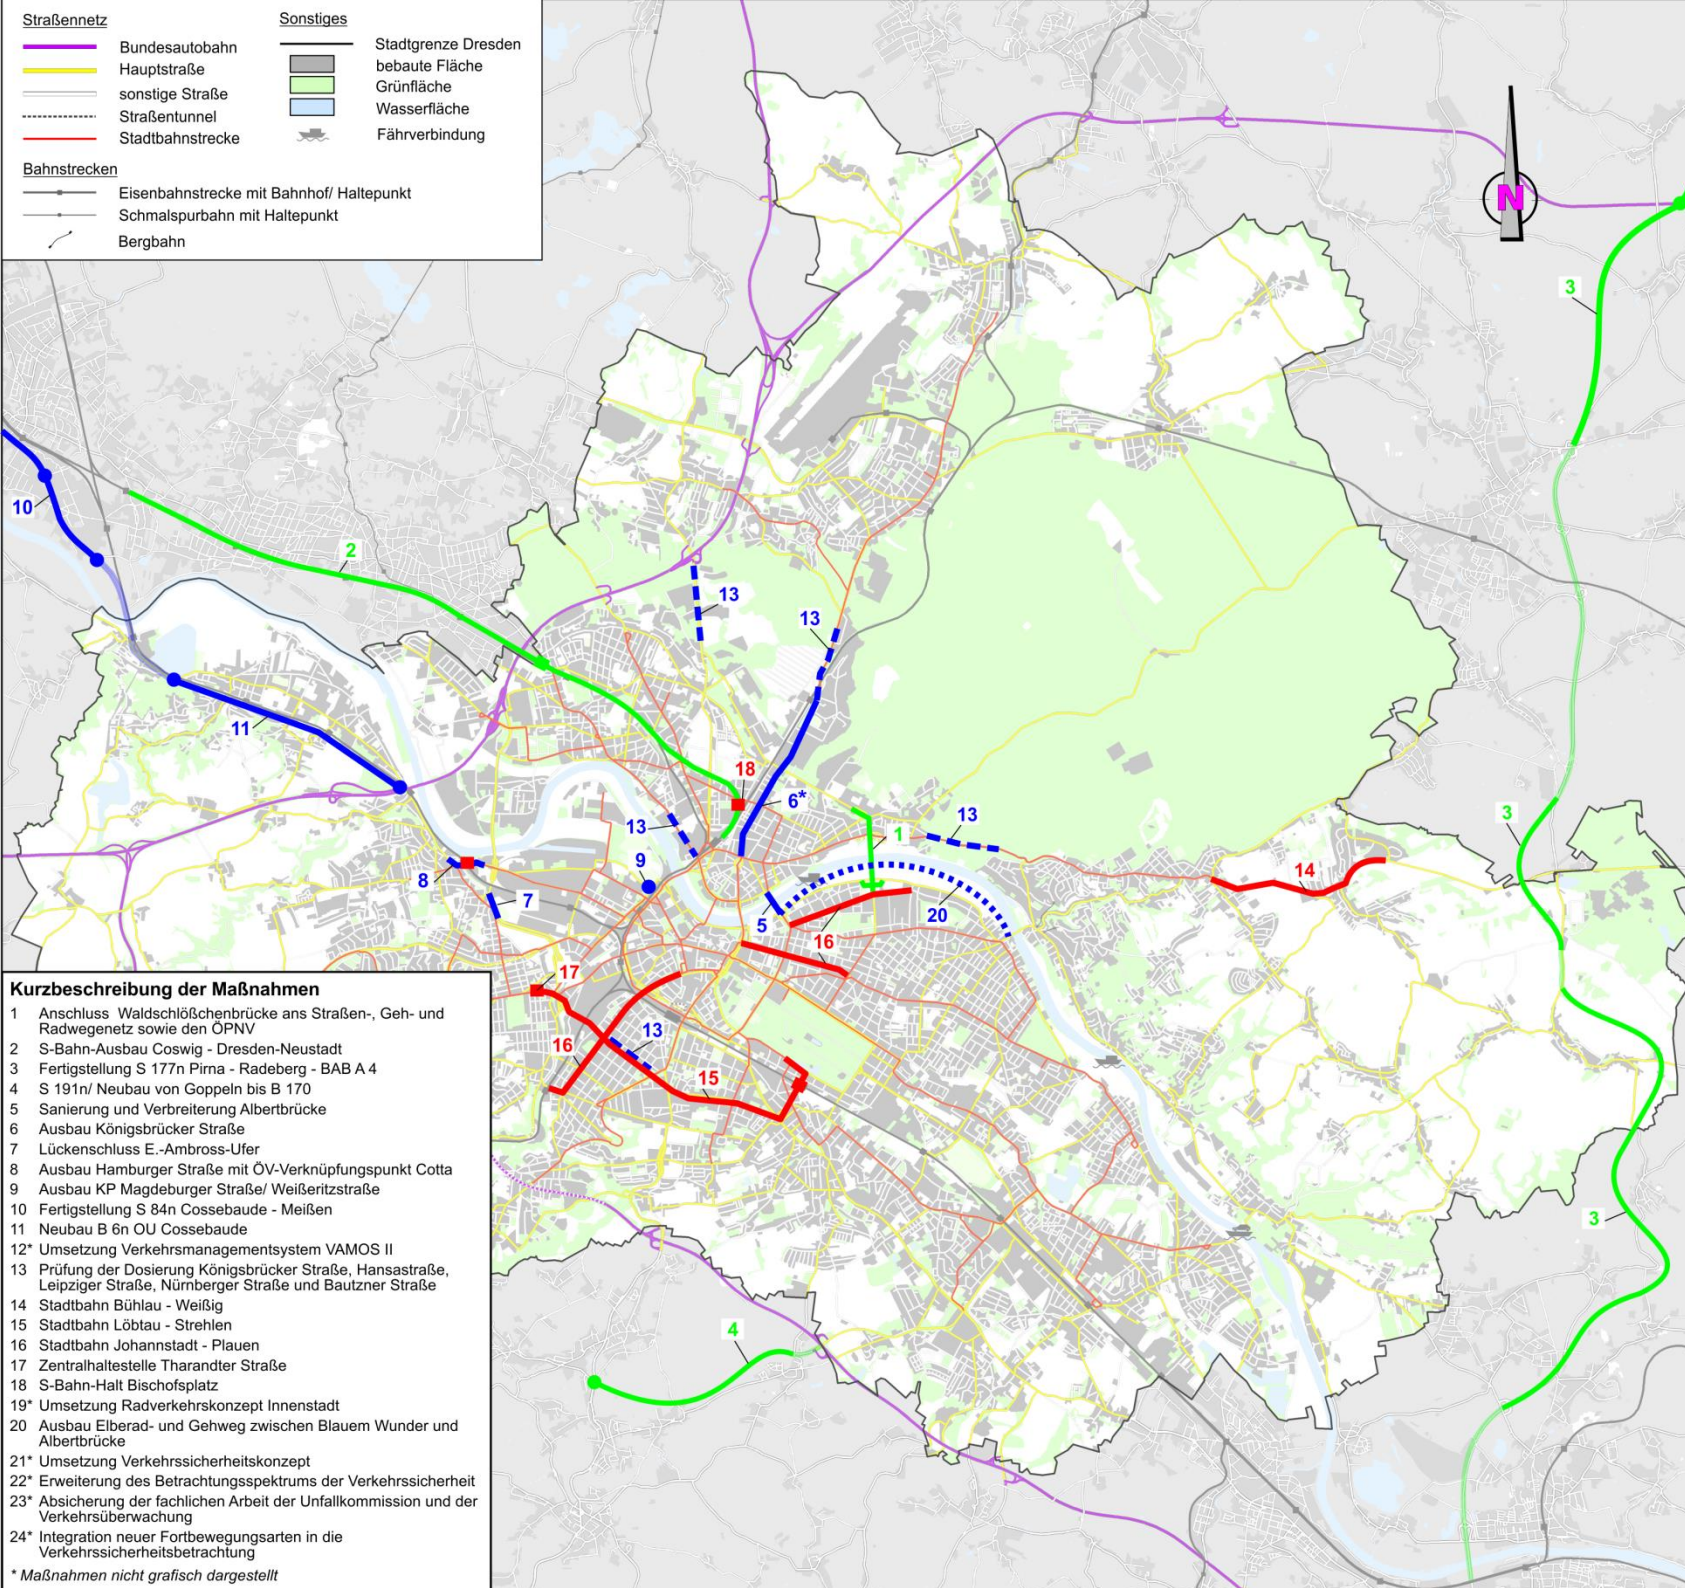 Straßennetz
Bundesautobahn
Hauptstraße
sonstige Straße
Straßentunnel
Stadtbahnstrecke
Sonstiges
Stadtgrenze Dresden
bebaute Fläche
Grünfläche
Wasserfläche
Fährverbindung
Bahnstrecken
Eisenbahnstrecke mit Bahnhof/ Haltepunkt
Schmalspurbahn mit Haltepunkt
Bergbahn
N
3
10
2
13
13
11
18
6*
13
1
13
9
8
7
5
20
16
14
3
17
16
13
15
3
4
Kurzbeschreibung der Maßnahmen
1 Anschluss Waldschlößchenbrücke ans Straßen-, Geh- und
Radwegenetz sowie den ÖPNV
2 S-Bahn-Ausbau Coswig - Dresden-Neustadt
3 Fertigstellung S 177n Pirna - Radeberg - BAB A 4
4 S 191n/ Neubau von Goppeln bis B 170
5 Sanierung und Verbreiterung Albertbrücke
6 Ausbau Königsbrücker Straße
7 Lückenschluss E.-Ambross-Ufer
8 Ausbau Hamburger Straße mit ÖV-Verknüpfungspunkt Cotta
9 Ausbau KP Magdeburger Straße/ Weißeritzstraße
10 Fertigstellung S 84n Cossebaude - Meißen
11 Neubau B 6n OU Cossebaude
12* Umsetzung Verkehrsmanagementsystem VAMOS II
13 Prüfung der Dosierung Königsbrücker Straße, Hansastraße,
Leipziger Straße, Nürnberger Straße und Bautzner Straße
14 Stadtbahn Bühlau - Weißig
15 Stadtbahn Löbtau - Strehlen
16 Stadtbahn Johannstadt - Plauen
17 Zentralhaltestelle Tharandter Straße
18 S-Bahn-Halt Bischofsplatz
19* Umsetzung Radverkehrskonzept Innenstadt
20 Ausbau Elberad- und Gehweg zwischen Blauem Wunder und
Albertbrücke
21* Umsetzung Verkehrssicherheitskonzept
22* Erweiterung des Betrachtungsspektrums der Verkehrssicherheit
23* Absicherung der fachlichen Arbeit der Unfallkommission und der
Verkehrsüberwachung
24* Integration neuer Fortbewegungsarten in die
Verkehrssicherheitsbetrachtung
* Maßnahmen nicht grafisch dargestellt